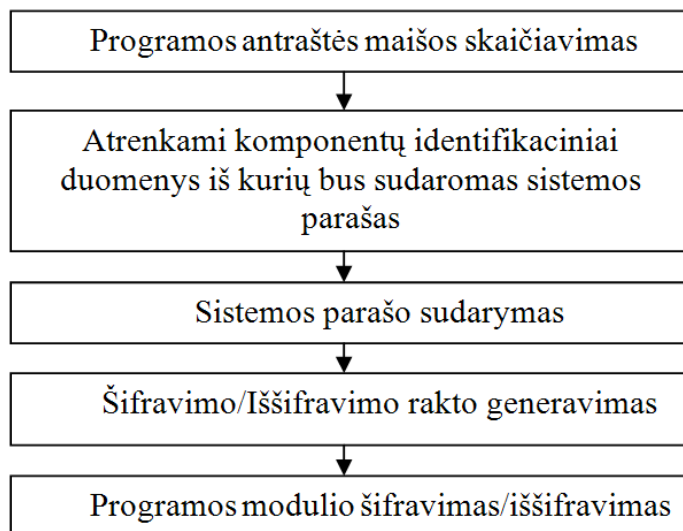 Programos antraštės maišos skaičiavimas
Atrenkami komponentų identifikaciniai
duomenys iš kurių bus sudaromas sistemos
parašas
Sistemos parašo sudarymas
Šifravimo/Iššifravimo rakto generavimas
Programos modulio šifravimas/iššifravimas